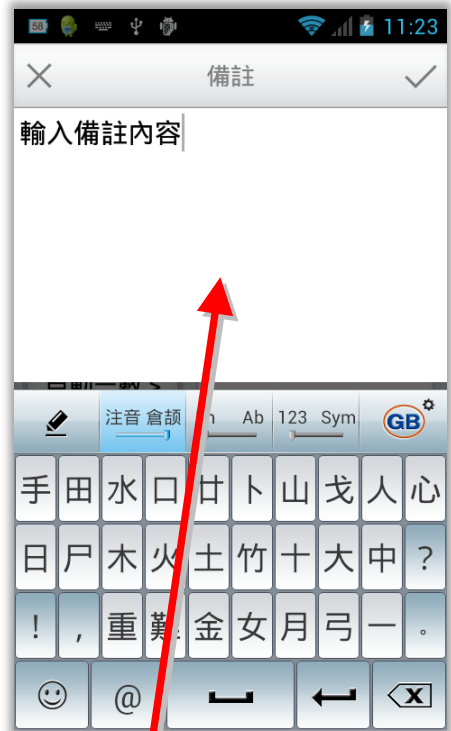 58 11:23
備註
輸入備註內容
注音 倉頡 Ab 123 Sym GB
手 田 水 口 廿 卜 山 戈 人 心
日 尸 木 火 土 竹 十 大 中 ?
! , 重 難 金 女 月 弓 一 。
@